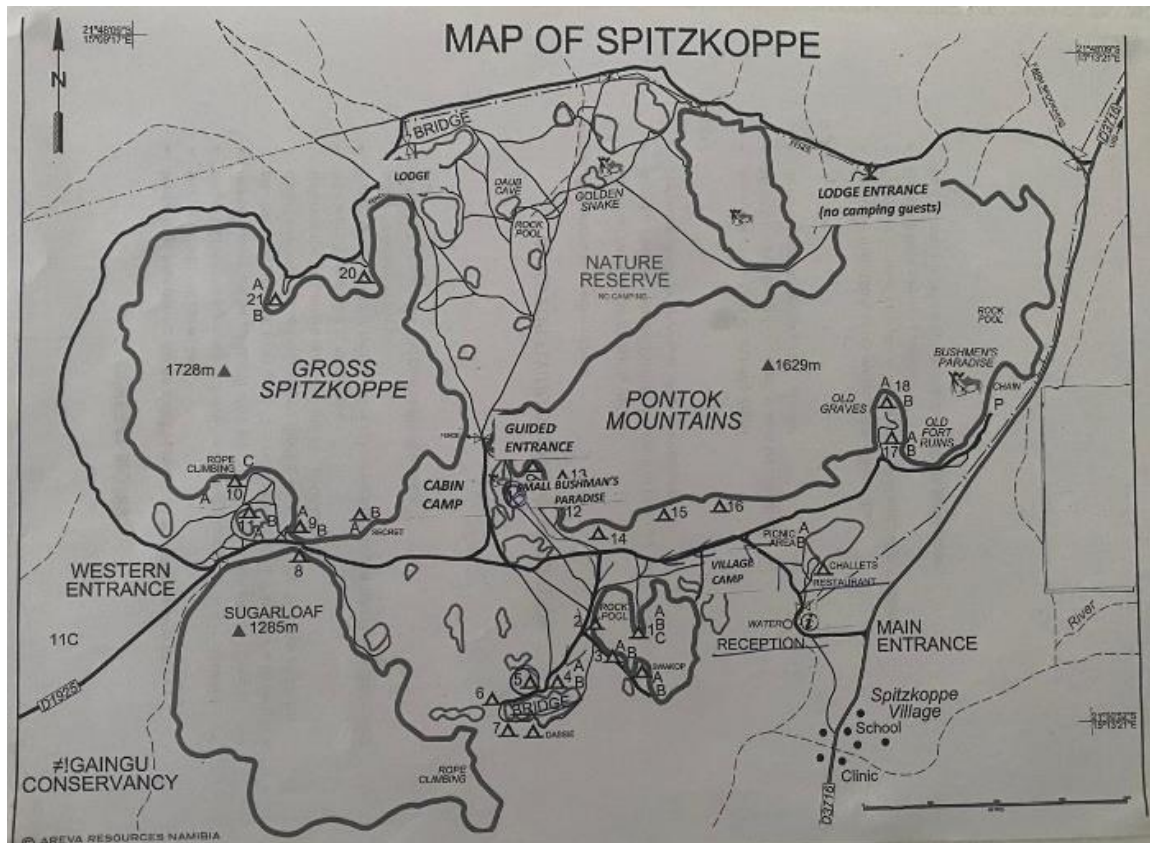 MAP OF SPITZKOPPE
N
BRIDGE
LODGE
DAUB
CAVE
ROCK
POOL
GOLDEN
SNAKE
LODGE ENTRANCE
(no camping guests)
D3716
NATURE
RESERVE
NO CAMPING
20
A
21
B
1728m
GROSS
SPITZKOPPE
1629m
PONTOK
MOUNTAINS
ROCK
POOL
BUSHMEN'S
PARADISE
CHAIN
P
OLD
GRAVES
A
18
B
OLD
FORT
RUINS
A
17
B
GUIDED
ENTRANCE
CABIN
CAMP
SMALL BUSHMAN'S
PARADISE
13
12
14
15
16
ROPE
CLIMBING
C
A
10
11
B
A
A
9
B
A
B
SECRET
8
WESTERN
ENTRANCE
11C
D1925
SUGARLOAF
1285m
PICNIC
AREA
A
B
CHALLETS
RESTAURANT
VILLAGE
CAMP
WATER
RECEPTION
MAIN
ENTRANCE
ROCK
POOL
2
1
A
B
C
3
A
B
SWAKOP
A
B
4
A
B
5
6
7
BRIDGE
DASSIE
ROPE
CLIMBING
River
Spitzkoppe
Village
School
Clinic
D3716
≠!GAINGU
CONSERVANCY
© AREVA RESOURCES NAMIBIA